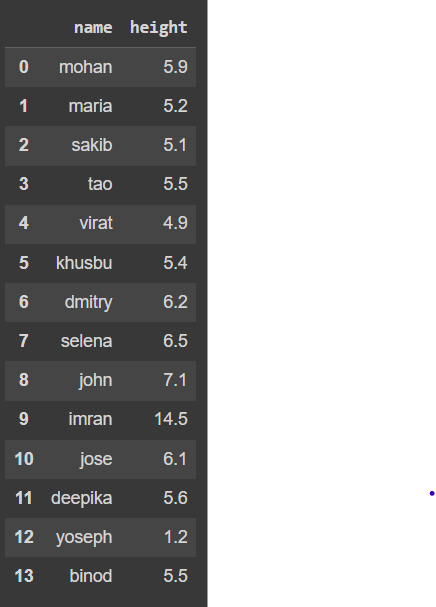 name height
0 mohan 5.9
1 maria 5.2
2 sakib 5.1
3 tao 5.5
4 virat 4.9
5 khusbu 5.4
6 dmitry 6.2
7 selena 6.5
8 john 7.1
9 imran 14.5
10 jose 6.1
11 deepika 5.6
12 yoseph 1.2
13 binod 5.5